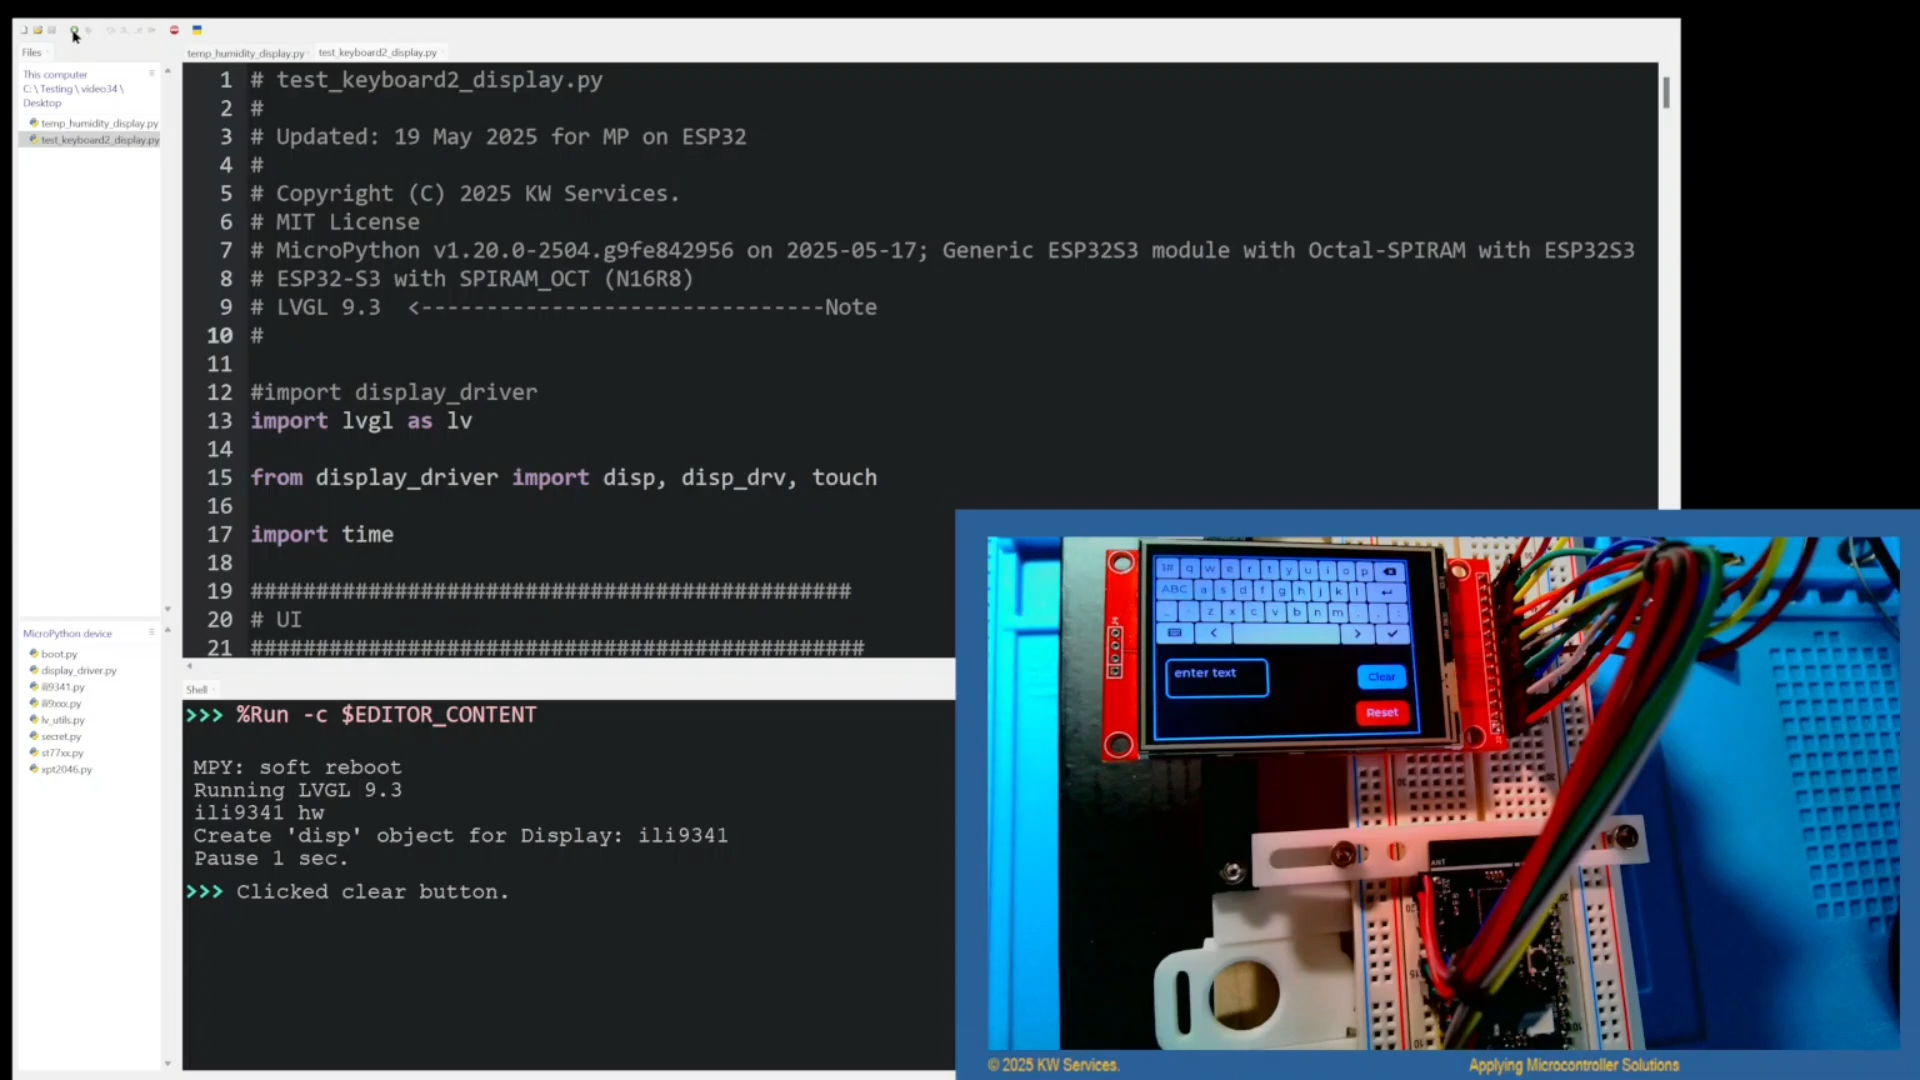 Files
temp_humidity_display.py
test_keyboard2_display.py
This computer
C: \ Testing \ video34 \
Desktop
temp_humidity_display.py
test_keyboard2_display.py
1 # test_keyboard2_display.py
2 #
3 # Updated: 19 May 2025 for MP on ESP32
4 #
5 # Copyright (C) 2025 KW Services.
6 # MIT License
7 # MicroPython v1.20.0-2504.g9fe842956 on 2025-05-17; Generic ESP32S3 module with Octal-SPIRAM with ESP32S3
8 # ESP32-S3 with SPIRAM_OCT (N16R8)
9 # LVGL 9.3  <-------------------------------Note
10 #
11
12 #import display_driver
13 import lvgl as lv
14
15 from display_driver import disp, disp_drv, touch
16
17 import time
18
19 ##############################################
20 # UI
21 ###############################################
MicroPython device
boot.py
display_driver.py
ili9341.py
ili9xxx.py
lv_utils.py
secret.py
st77xx.py
xpt2046.py
Shell
>>> %Run -c $EDITOR_CONTENT
MPY: soft reboot
Running LVGL 9.3
ili9341 hw
Create 'disp' object for Display: ili9341
Pause 1 sec.
>>> Clicked clear button.
1# q w e r t y u i o p
ABC a s d f g h j k l
_ - z x c v b n m . , :
enter text
Clear
Reset
ANT
© 2025 KW Services.
Applying Microcontroller Solutions